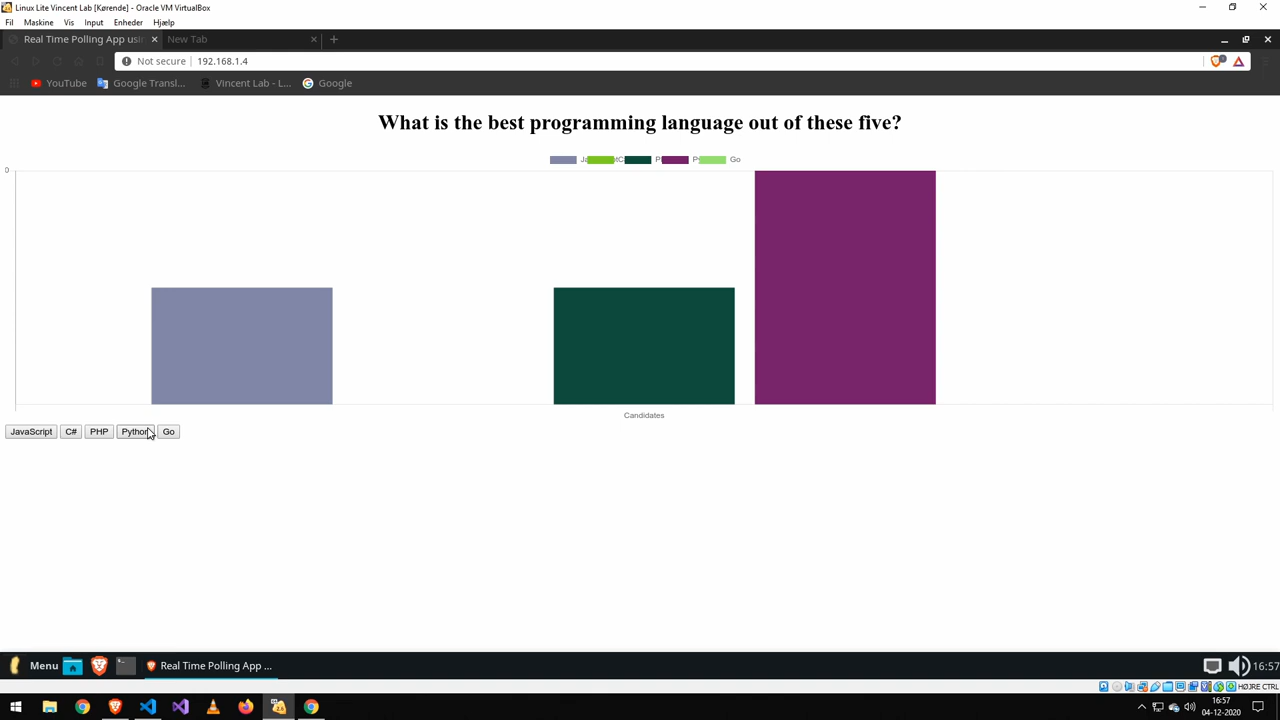 Linux Lite Vincent Lab [Kørende] - Oracle VM VirtualBox
Fil Maskine Vis Input Enheder Hjælp
Real Time Polling App usi New Tab
Not secure 192.168.1.4
YouTube Google Transl... Vincent Lab - L... Google
What is the best programming language out of these five?
Go
0
Candidates
JavaScript C# PHP Python Go
Menu Real Time Polling App ... 16:57
HØJRE CTRL
16:57
04-12-2020